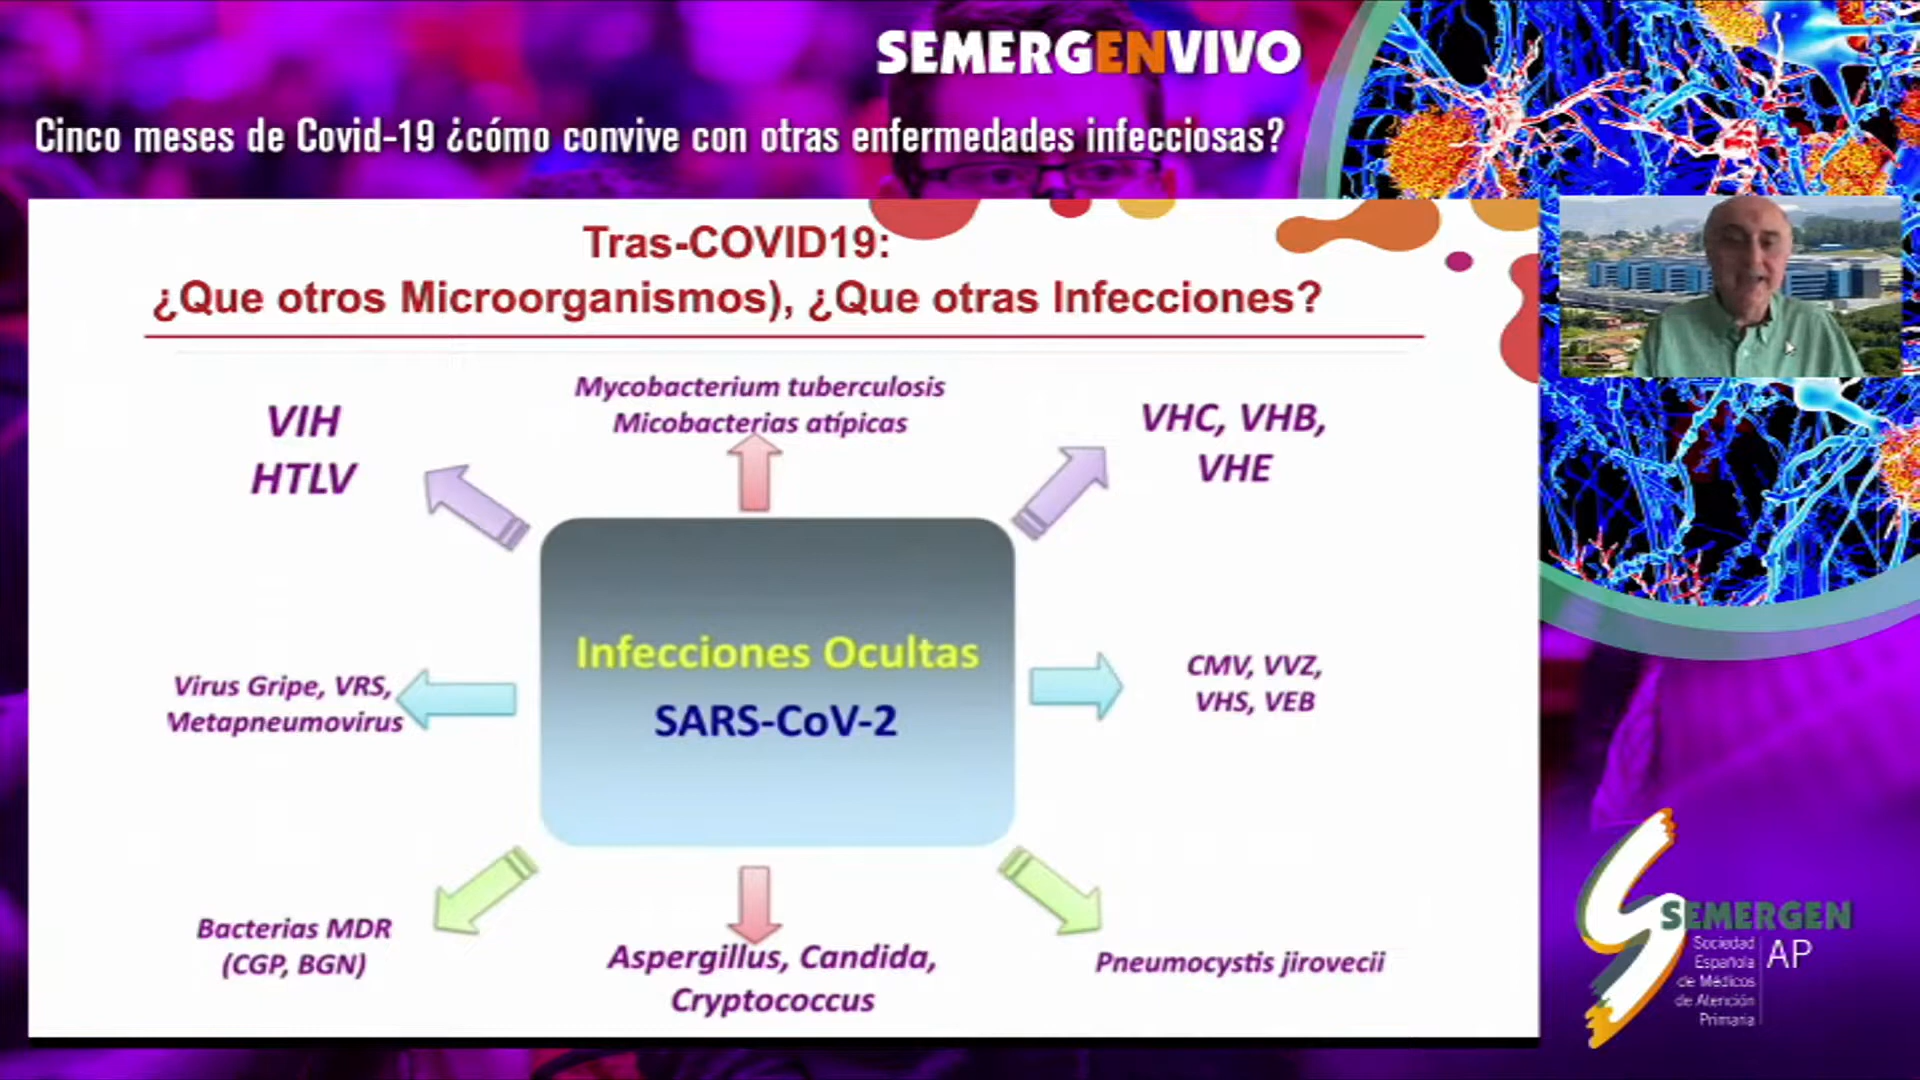 SEMERGENVIVO
Cinco meses de Covid-19 ¿cómo convive con otras enfermedades infecciosas?
Tras-COVID19:
¿Que otros Microorganismos), ¿Que otras Infecciones?
VIH
HTLV
Mycobacterium tuberculosis
Micobacterias atípicas
VHC, VHB,
VHE
Infecciones Ocultas
SARS-CoV-2
Virus Gripe, VRS,
Metapneumovirus
CMV, VVZ,
VHS, VEB
Bacterias MDR
(CGP, BGN)
Aspergillus, Candida,
Cryptococcus
Pneumocystis jirovecii
SEMERGEN
Sociedad
Española
de Médicos
de Atención
Primaria
AP